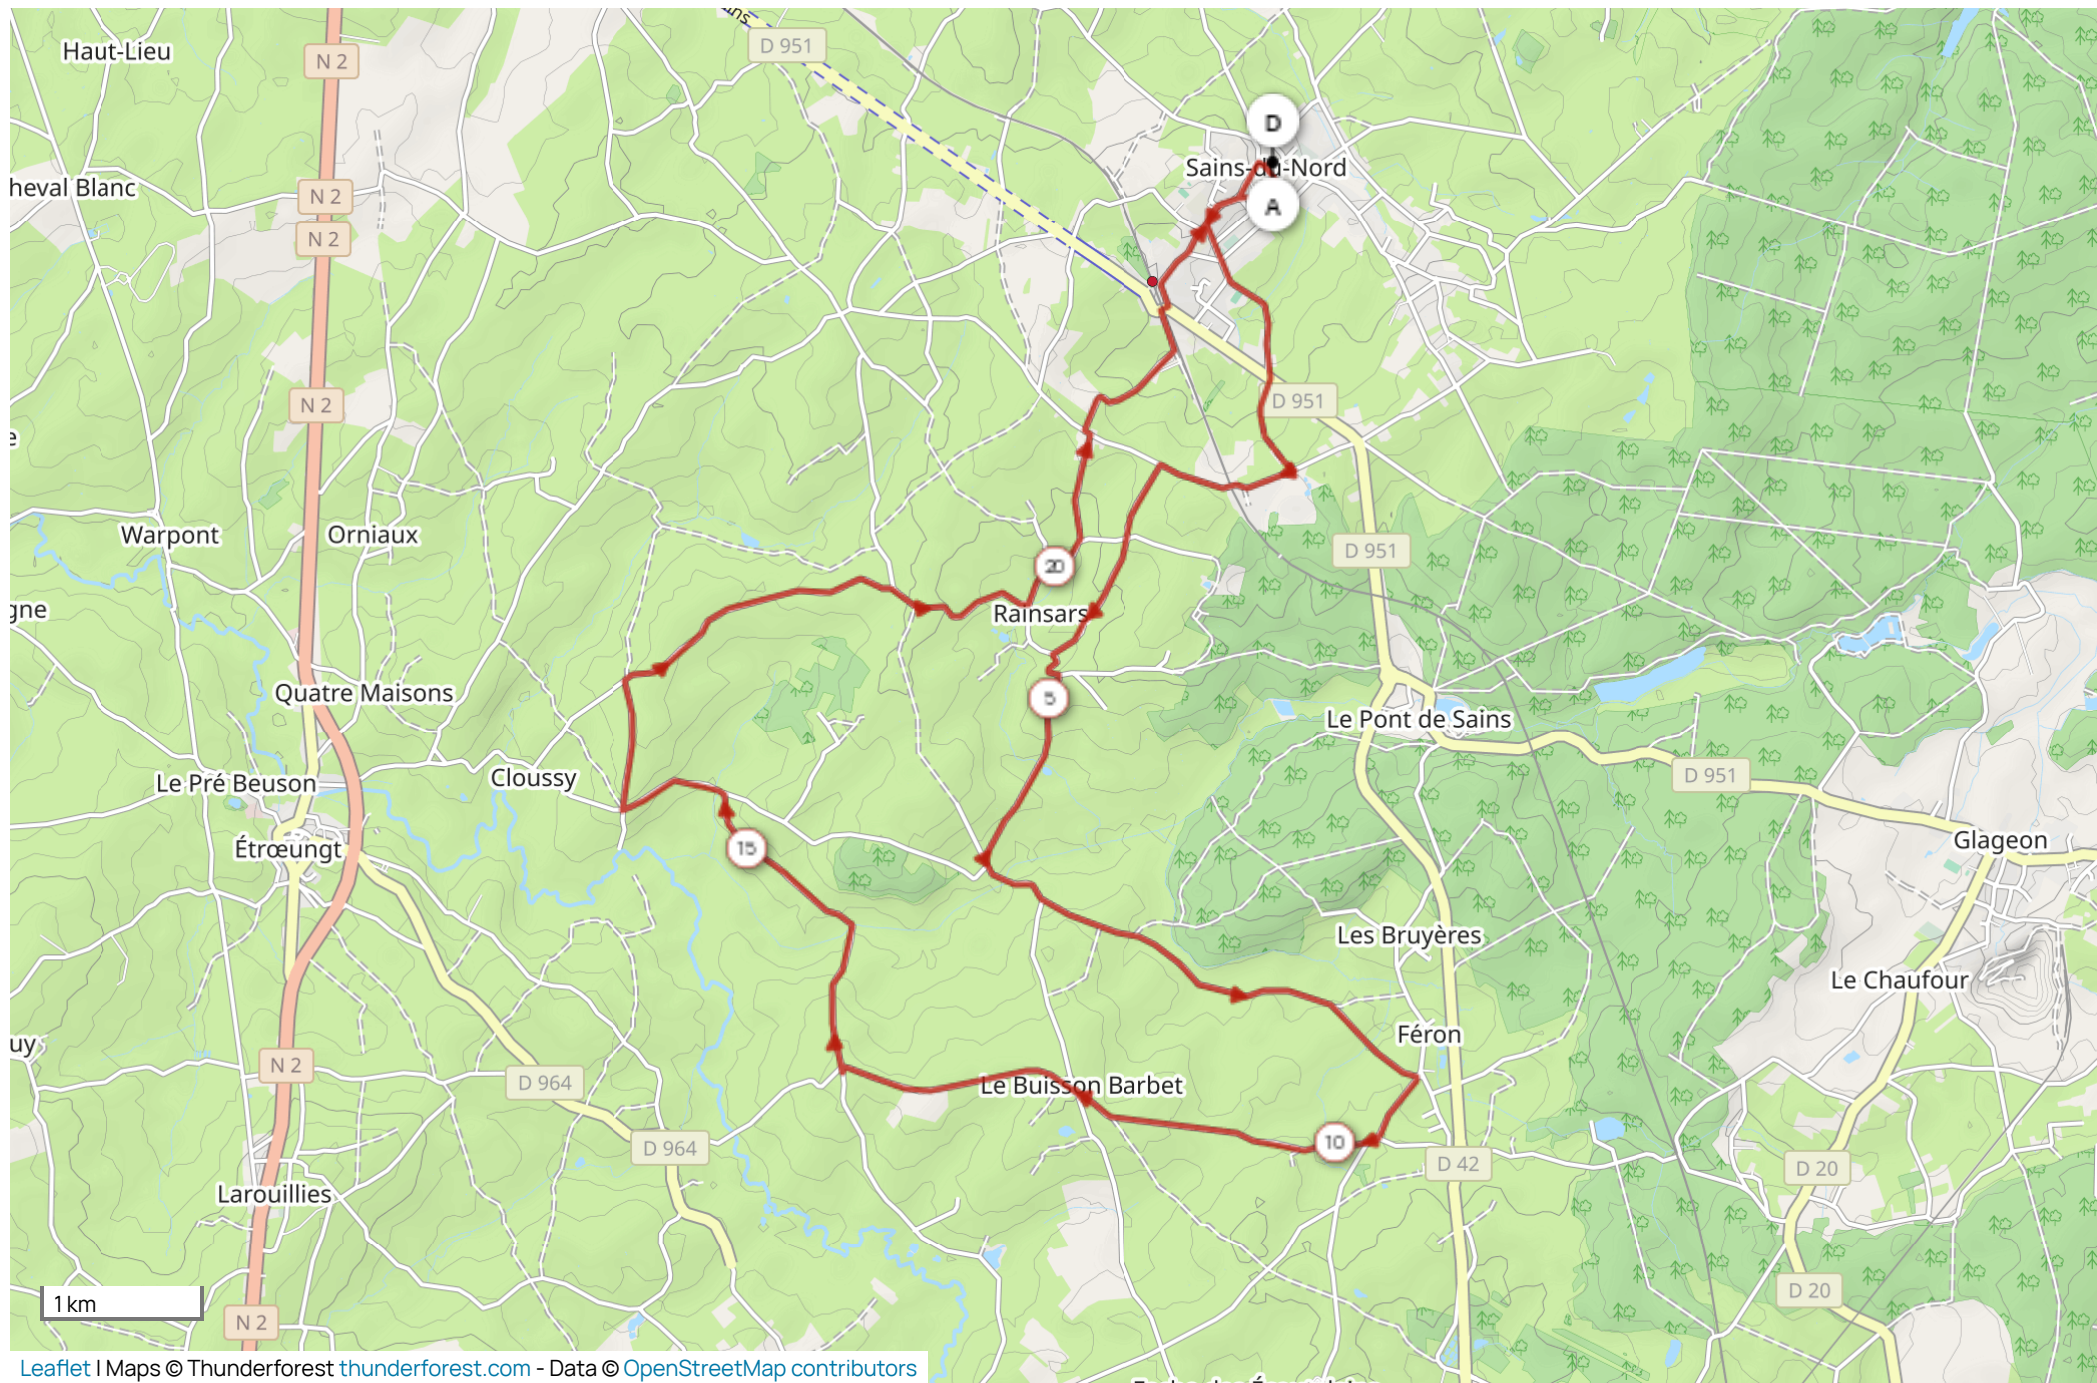 Haut-Lieu
N 2
D 951
D
Sains-du-Nord
A
heval Blanc
N 2
N 2
D 951
N 2
Warpont
Orniaux
D 951
20
gne
Rainsars
Quatre Maisons
5
Le Pont de Sains
Le Pré Beuson
Cloussy
D 951
Étrœungt
15
Glageon
Les Bruyères
Le Chaufour
Féron
uy
N 2
D 964
Le Buisson Barbet
D 964
10
D 42
D 20
Larouillies
D 20
1 km
N 2
Leaflet | Maps © Thunderforest thunderforest.com - Data © OpenStreetMap contributors